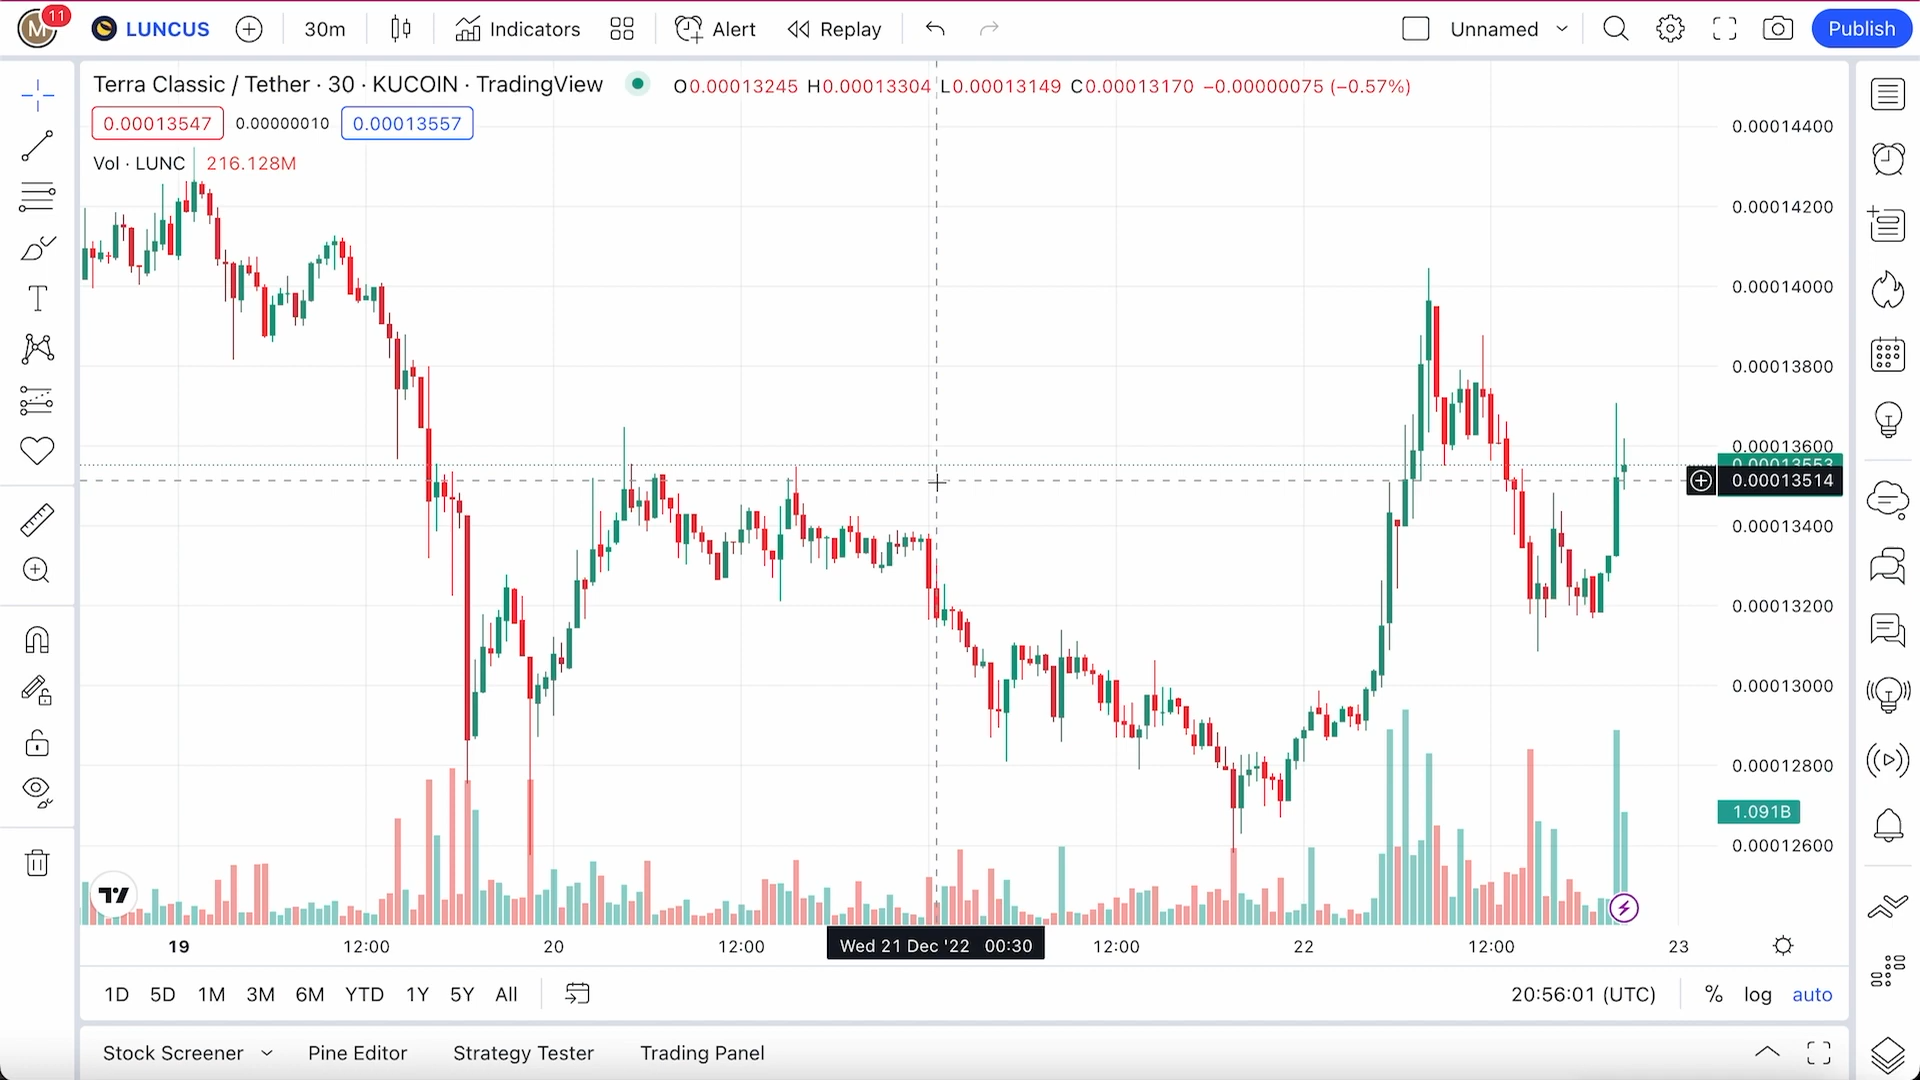 M 11 LUNCUS 30m Indicators Alert Replay Unnamed Publish
Terra Classic / Tether · 30 · KUCOIN · TradingView O0.00013245 H0.00013304 L0.00013149 C0.00013170 −0.00000075 (−0.57%)
0.00013547 0.00000010 0.00013557
Vol · LUNC 216.128M
0.00014400
0.00014200
0.00014000
0.00013800
0.00013600
0.00013553
0.00013514
0.00013400
0.00013200
0.00013000
0.00012800
1.091B
0.00012600
19 12:00 20 12:00 Wed 21 Dec '22 00:30 12:00 22 12:00 23
1D 5D 1M 3M 6M YTD 1Y 5Y All 20:56:01 (UTC) % log auto
Stock Screener Pine Editor Strategy Tester Trading Panel